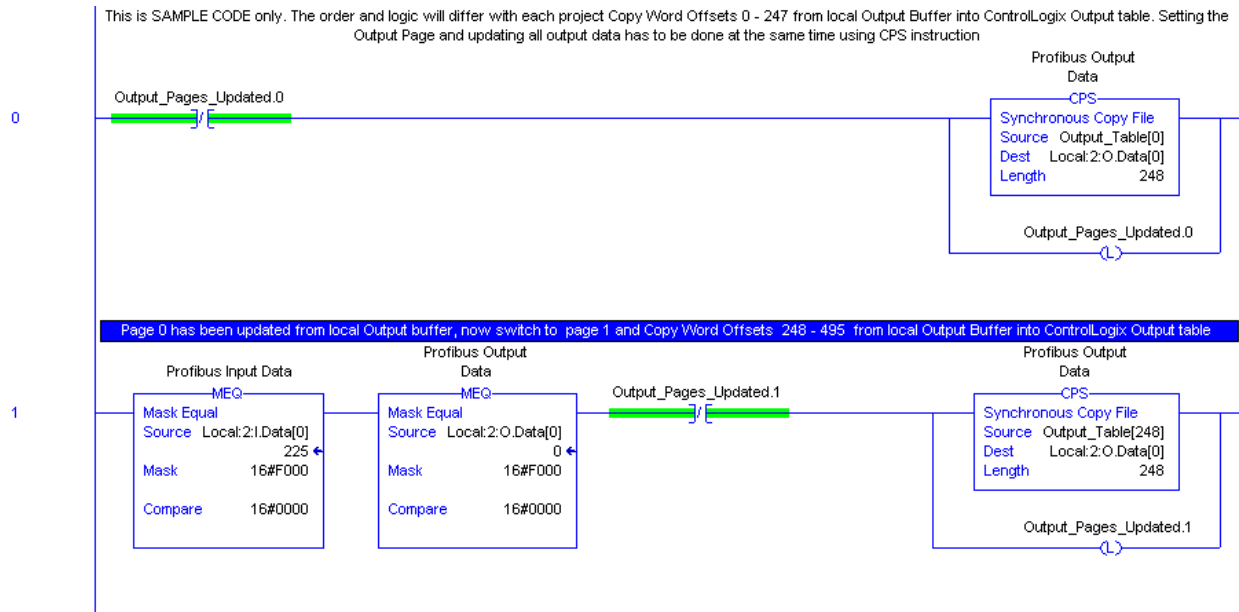 This is SAMPLE CODE only. The order and logic will differ with each project Copy Word Offsets 0 - 247 from local Output Buffer into ControlLogix Output table. Setting the
Output Page and updating all output data has to be done at the same time using CPS instruction
Profibus Output
Data
Output_Pages_Updated.0
CPS
0
Synchronous Copy File
Source Output_Table[0]
Dest Local:2:O.Data[0]
Length 248
Output_Pages_Updated.0
L
Page 0 has been updated from local Output buffer, now switch to page 1 and Copy Word Offsets 248 - 495 from local Output Buffer into ControlLogix Output table
Profibus Input Data
Profibus Output
Data
Profibus Output
Data
MEQ
MEQ
Output_Pages_Updated.1
CPS
1
Mask Equal
Source Local:2:I.Data[0]
225
Mask 16#F000
Compare 16#0000
Mask Equal
Source Local:2:O.Data[0]
0
Mask 16#F000
Compare 16#0000
Synchronous Copy File
Source Output_Table[248]
Dest Local:2:O.Data[0]
Length 248
Output_Pages_Updated.1
L